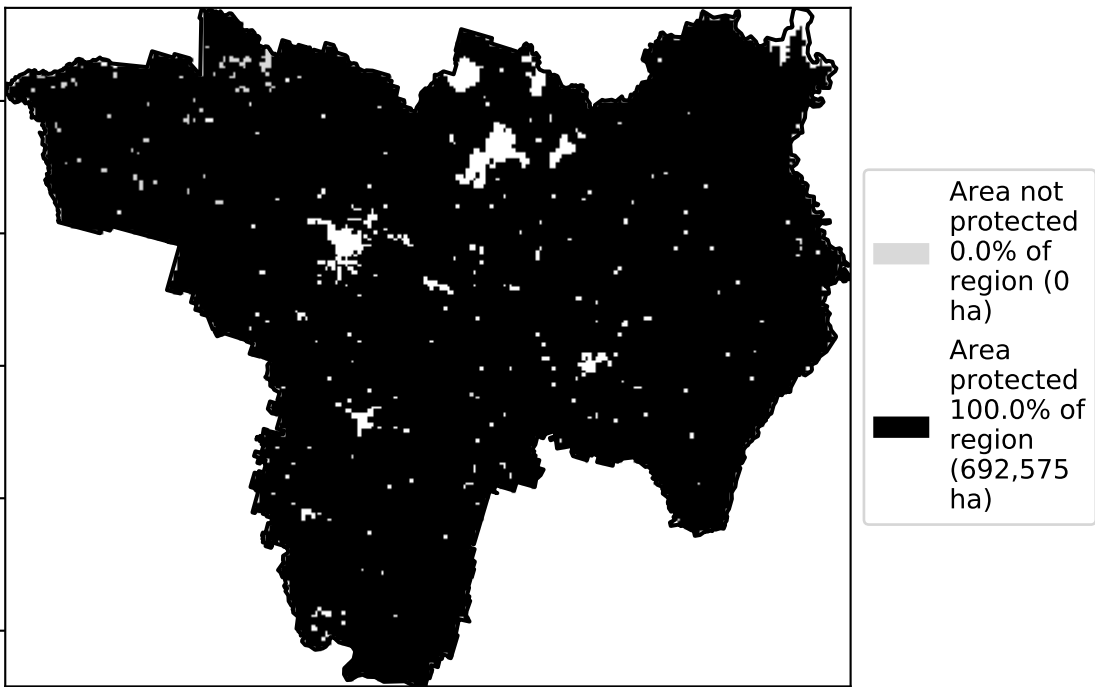 Area not
protected
0.0% of
region (0
ha)
Area
protected
100.0% of
region
(692,575
ha)